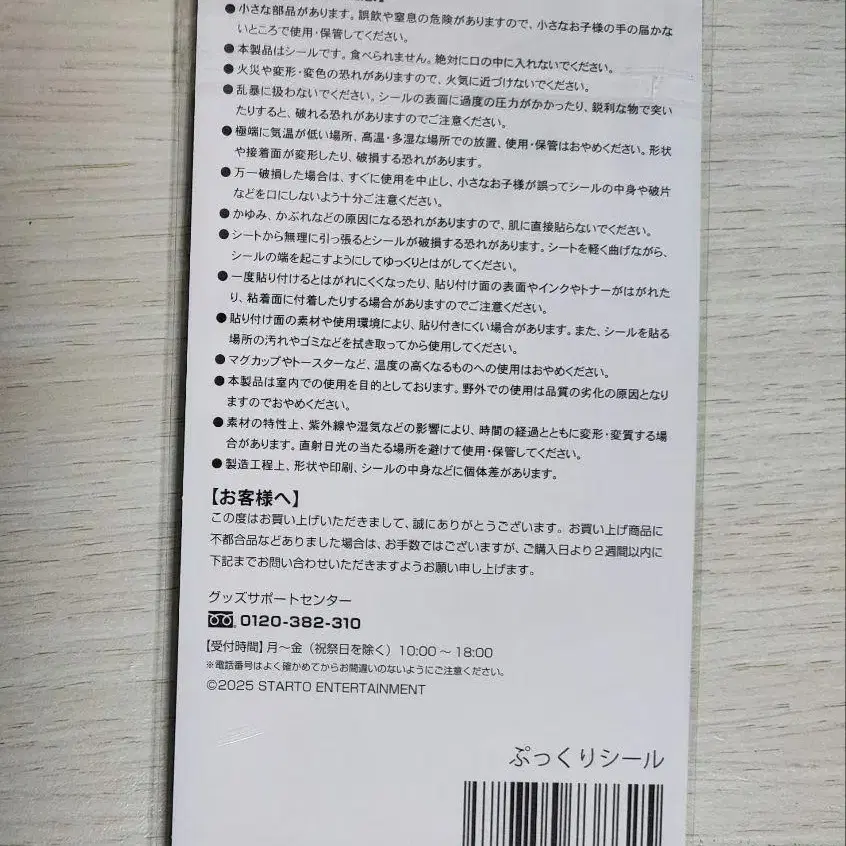 ●小さな部品があります。誤飲や窒息の危険がありますので、小さなお子様の手の届かな
いところで使用・保管してください。
●本製品はシールです。食べられません。絶対に口の中に入れないでください。
●火災や変形・変色の恐れがありますので、火気に近づけないでください。
●乱暴に扱わないでください。シールの表面に過度の圧力がかかったり、鋭利な物で突い
たりすると、破れる恐れがありますのでご注意ください。
●極端に気温が低い場所、高温・多湿な場所での放置、使用・保管はおやめください。形状
や接着面が変形したり、破損する恐れがあります。
●万一破損した場合は、すぐに使用を中止し、小さなお子様が誤ってシールの中身や破片
などを口にしないよう十分ご注意ください。
●かゆみ、かぶれなどの原因になる恐れがありますので、肌に直接貼らないでください。
●シートから無理に引っ張るとシールが破損する恐れがあります。シートを軽く曲げながら、
シールの端を起こすようにしてゆっくりとはがしてください。
●一度貼り付けるとはがれにくくなったり、貼り付け面の表面やインクやトナーがはがれた
り、粘着面に付着したりする場合がありますのでご注意ください。
●貼り付け面の素材や使用環境により、貼り付きにくい場合があります。また、シールを貼る
場所の汚れやゴミなどを拭き取ってから使用してください。
●マグカップやトースターなど、温度の高くなるものへの使用はおやめください。
●本製品は室内での使用を目的としております。野外での使用は品質の劣化の原因となり
ますのでおやめください。
●素材の特性上、紫外線や湿気などの影響により、時間の経過とともに変形・変質する場
合があります。直射日光の当たる場所を避けて使用・保管してください。
●製造工程上、形状や印刷、シールの中身などに個体差があります。
【お客様へ】
この度はお買い上げいただきまして、誠にありがとうございます。お買い上げ商品に
不都合品などありました場合は、お手数ではございますが、ご購入日より2週間以内に
下記までお問い合わせいただきますようお願い申し上げます。
グッズサポートセンター
0120-382-310
【受付時間】月〜金（祝祭日を除く）10:00〜18:00
※電話番号はよく確かめてからお間違いのないようにご注意ください。
©2025 STARTO ENTERTAINMENT
ぷっくりシール